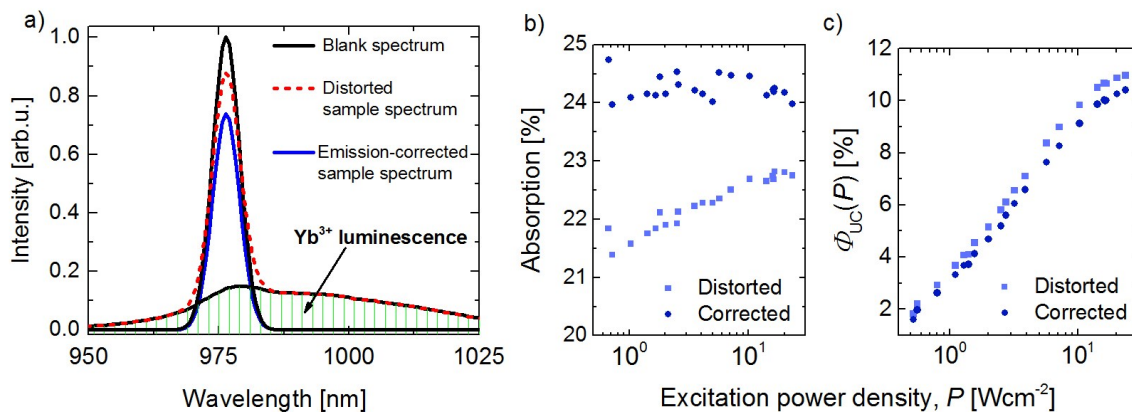 a)
Intensity [arb.u.]
1.0
0.8
0.6
0.4
0.2
0.0
Blank spectrum
Distorted
sample spectrum
Emission-corrected
sample spectrum
Yb³⁺ luminescence
950
975
1000
1025
Wavelength [nm]
b)
Absorption [%]
25
24
23
22
21
20
Distorted
Corrected
10⁰
10¹
c)
Φ_UC(P) [%]
12
10
8
6
4
2
Distorted
Corrected
10⁰
10¹
Excitation power density, P [Wcm⁻²]